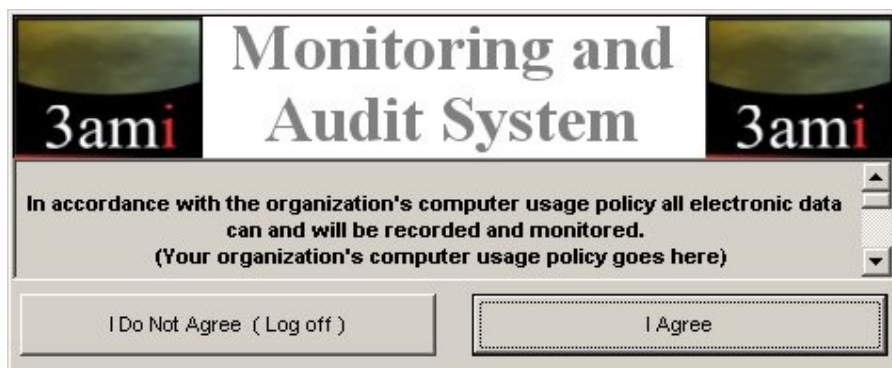 3ami
Monitoring and
Audit System
3ami
In accordance with the organization's computer usage policy all electronic data
can and will be recorded and monitored.
(Your organization's computer usage policy goes here)
I Do Not Agree ( Log off )
I Agree